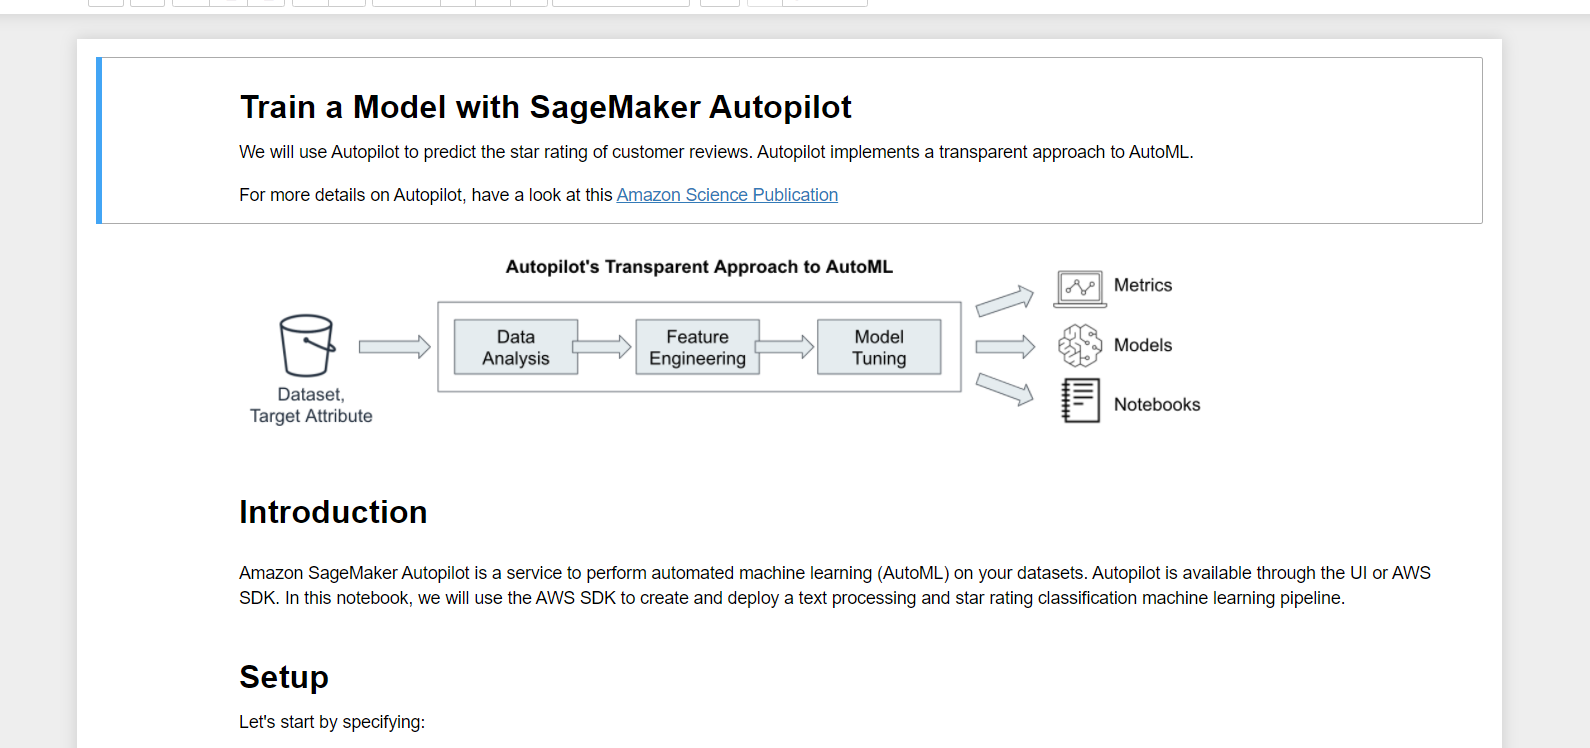 Train a Model with SageMaker Autopilot
We will use Autopilot to predict the star rating of customer reviews. Autopilot implements a transparent approach to AutoML.
For more details on Autopilot, have a look at this Amazon Science Publication
Autopilot's Transparent Approach to AutoML
Dataset,
Target Attribute
Data
Analysis
Feature
Engineering
Model
Tuning
Metrics
Models
Notebooks
Introduction
Amazon SageMaker Autopilot is a service to perform automated machine learning (AutoML) on your datasets. Autopilot is available through the UI or AWS
SDK. In this notebook, we will use the AWS SDK to create and deploy a text processing and star rating classification machine learning pipeline.
Setup
Let's start by specifying: